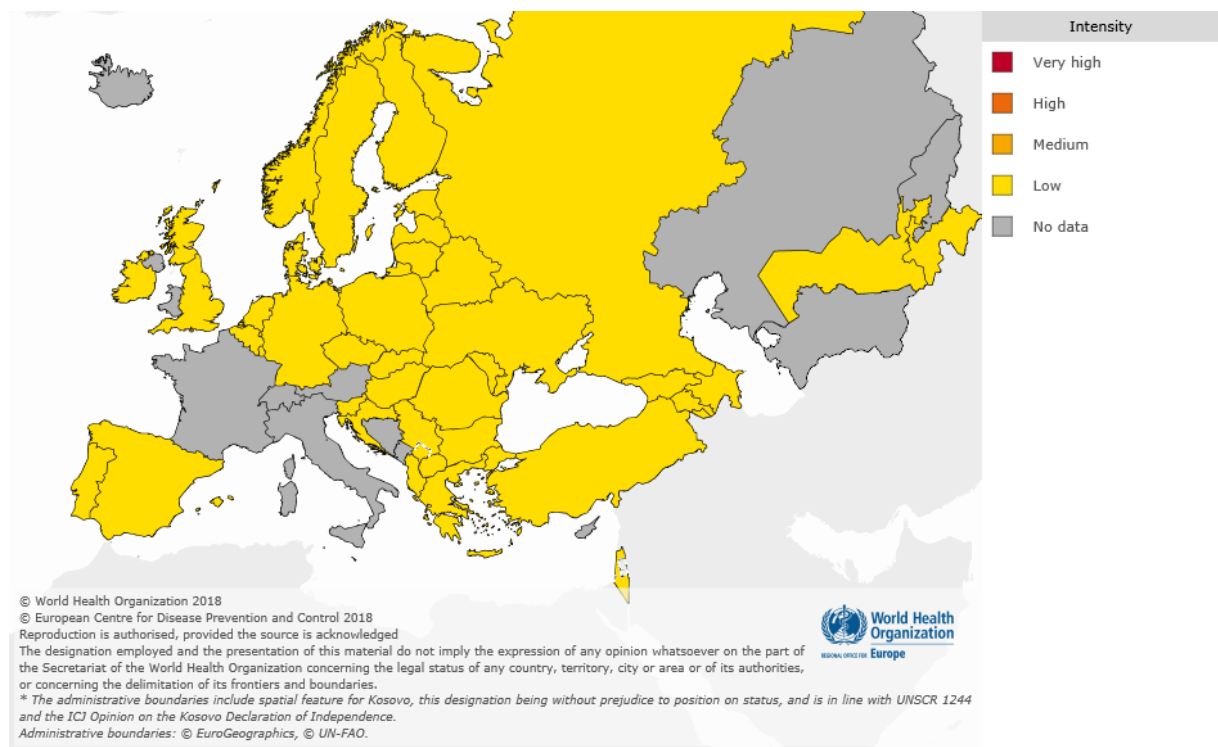 Intensity
Very high
High
Medium
Low
No data
© World Health Organization 2018
© European Centre for Disease Prevention and Control 2018
Reproduction is authorised, provided the source is acknowledged
The designation employed and the presentation of this material do not imply the expression of any opinion whatsoever on the part of
the Secretariat of the World Health Organization concerning the legal status of any country, territory, city or area or of its authorities,
or concerning the delimitation of its frontiers and boundaries.
* The administrative boundaries include spatial feature for Kosovo, this designation being without prejudice to position on status, and is in line with UNSCR 1244
and the ICJ Opinion on the Kosovo Declaration of Independence.
Administrative boundaries: © EuroGeographics, © UN-FAO.
World Health
Organization
REGIONAL OFFICE FOR Europe